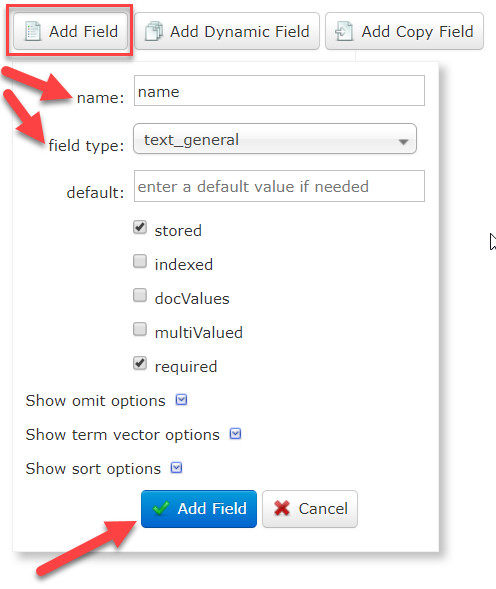 Add Field Add Dynamic Field Add Copy Field
name: name
field type: text_general
default: enter a default value if needed
stored
indexed
docValues
multiValued
required
Show omit options
Show term vector options
Show sort options
Add Field Cancel